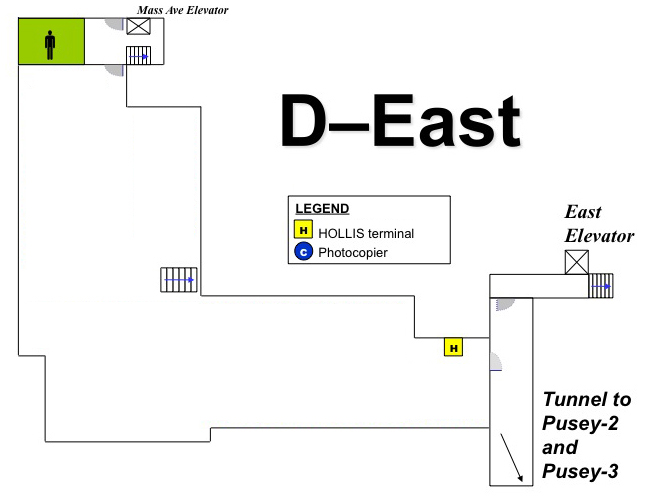 Mass Ave Elevator
D–East
LEGEND
H HOLLIS terminal
C Photocopier
East
Elevator
H
Tunnel to
Pusey-2
and
Pusey-3